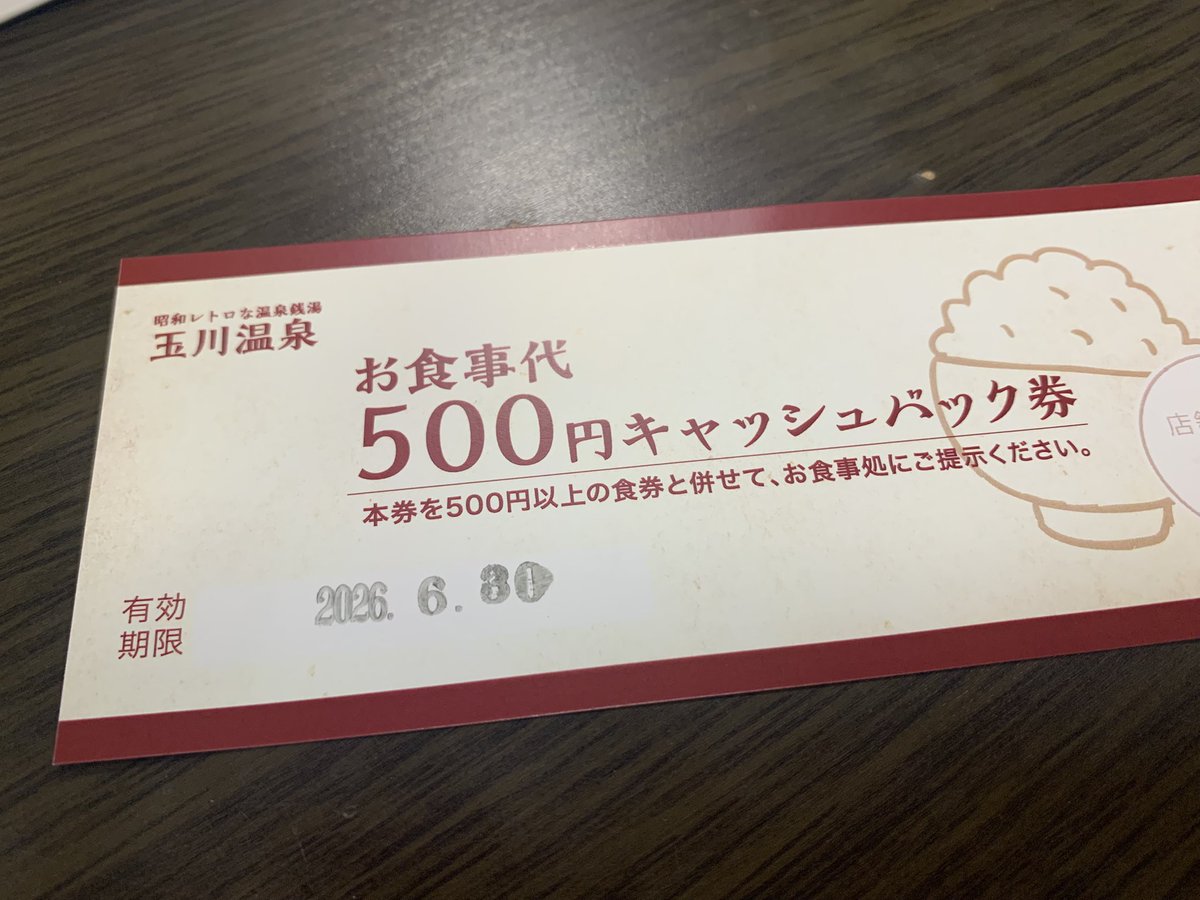 昭和レトロな温泉銭湯
玉川温泉
お食事代
500円キャッシュバック券
本券を500円以上の食券と併せて、お食事処にご提示ください。
有効
期限
2026. 6. 30
店